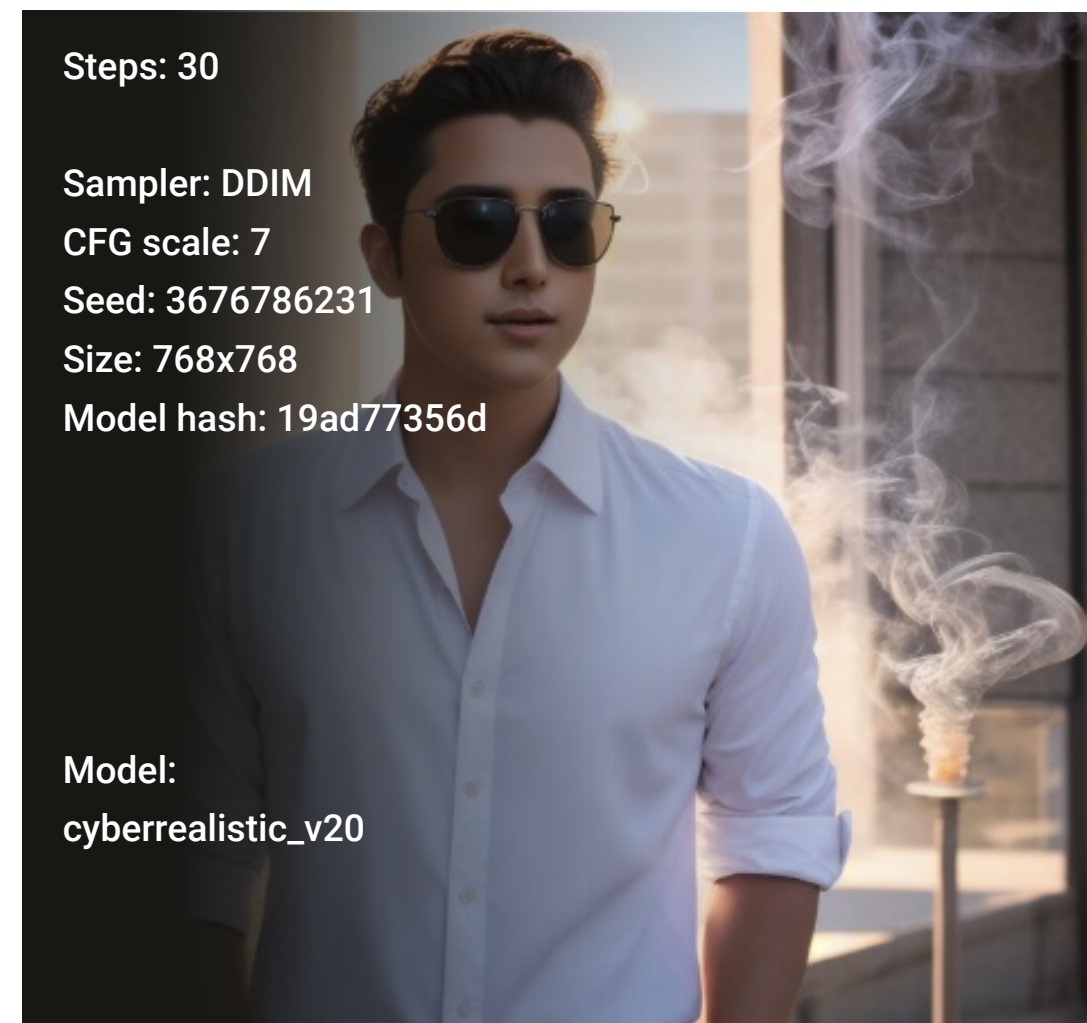 Steps: 30
Sampler: DDIM
CFG scale: 7
Seed: 3676786231
Size: 768x768
Model hash: 19ad77356d
Model:
cyberrealistic_v20